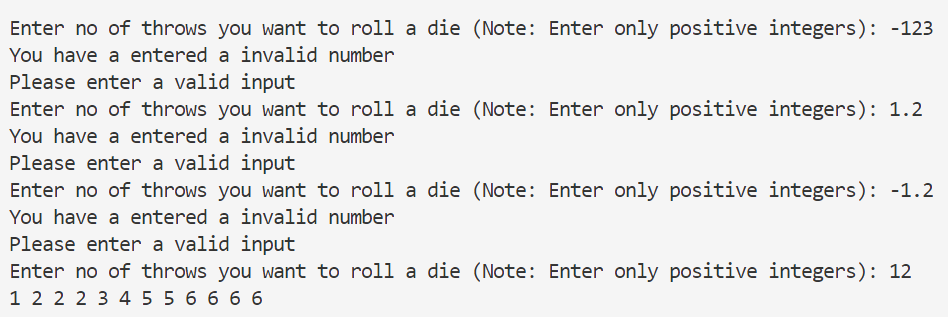 Enter no of throws you want to roll a die (Note: Enter only positive integers): -123
You have a entered a invalid number
Please enter a valid input
Enter no of throws you want to roll a die (Note: Enter only positive integers): 1.2
You have a entered a invalid number
Please enter a valid input
Enter no of throws you want to roll a die (Note: Enter only positive integers): -1.2
You have a entered a invalid number
Please enter a valid input
Enter no of throws you want to roll a die (Note: Enter only positive integers): 12
1 2 2 2 3 4 5 5 6 6 6 6